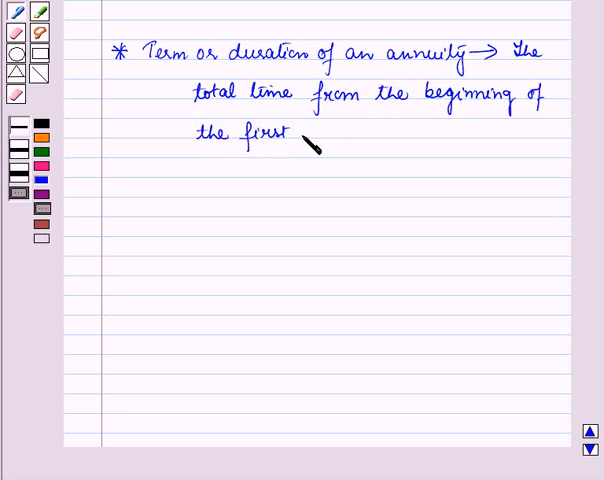 * Term or duration of an annuity → The
total time from the beginning of
the first